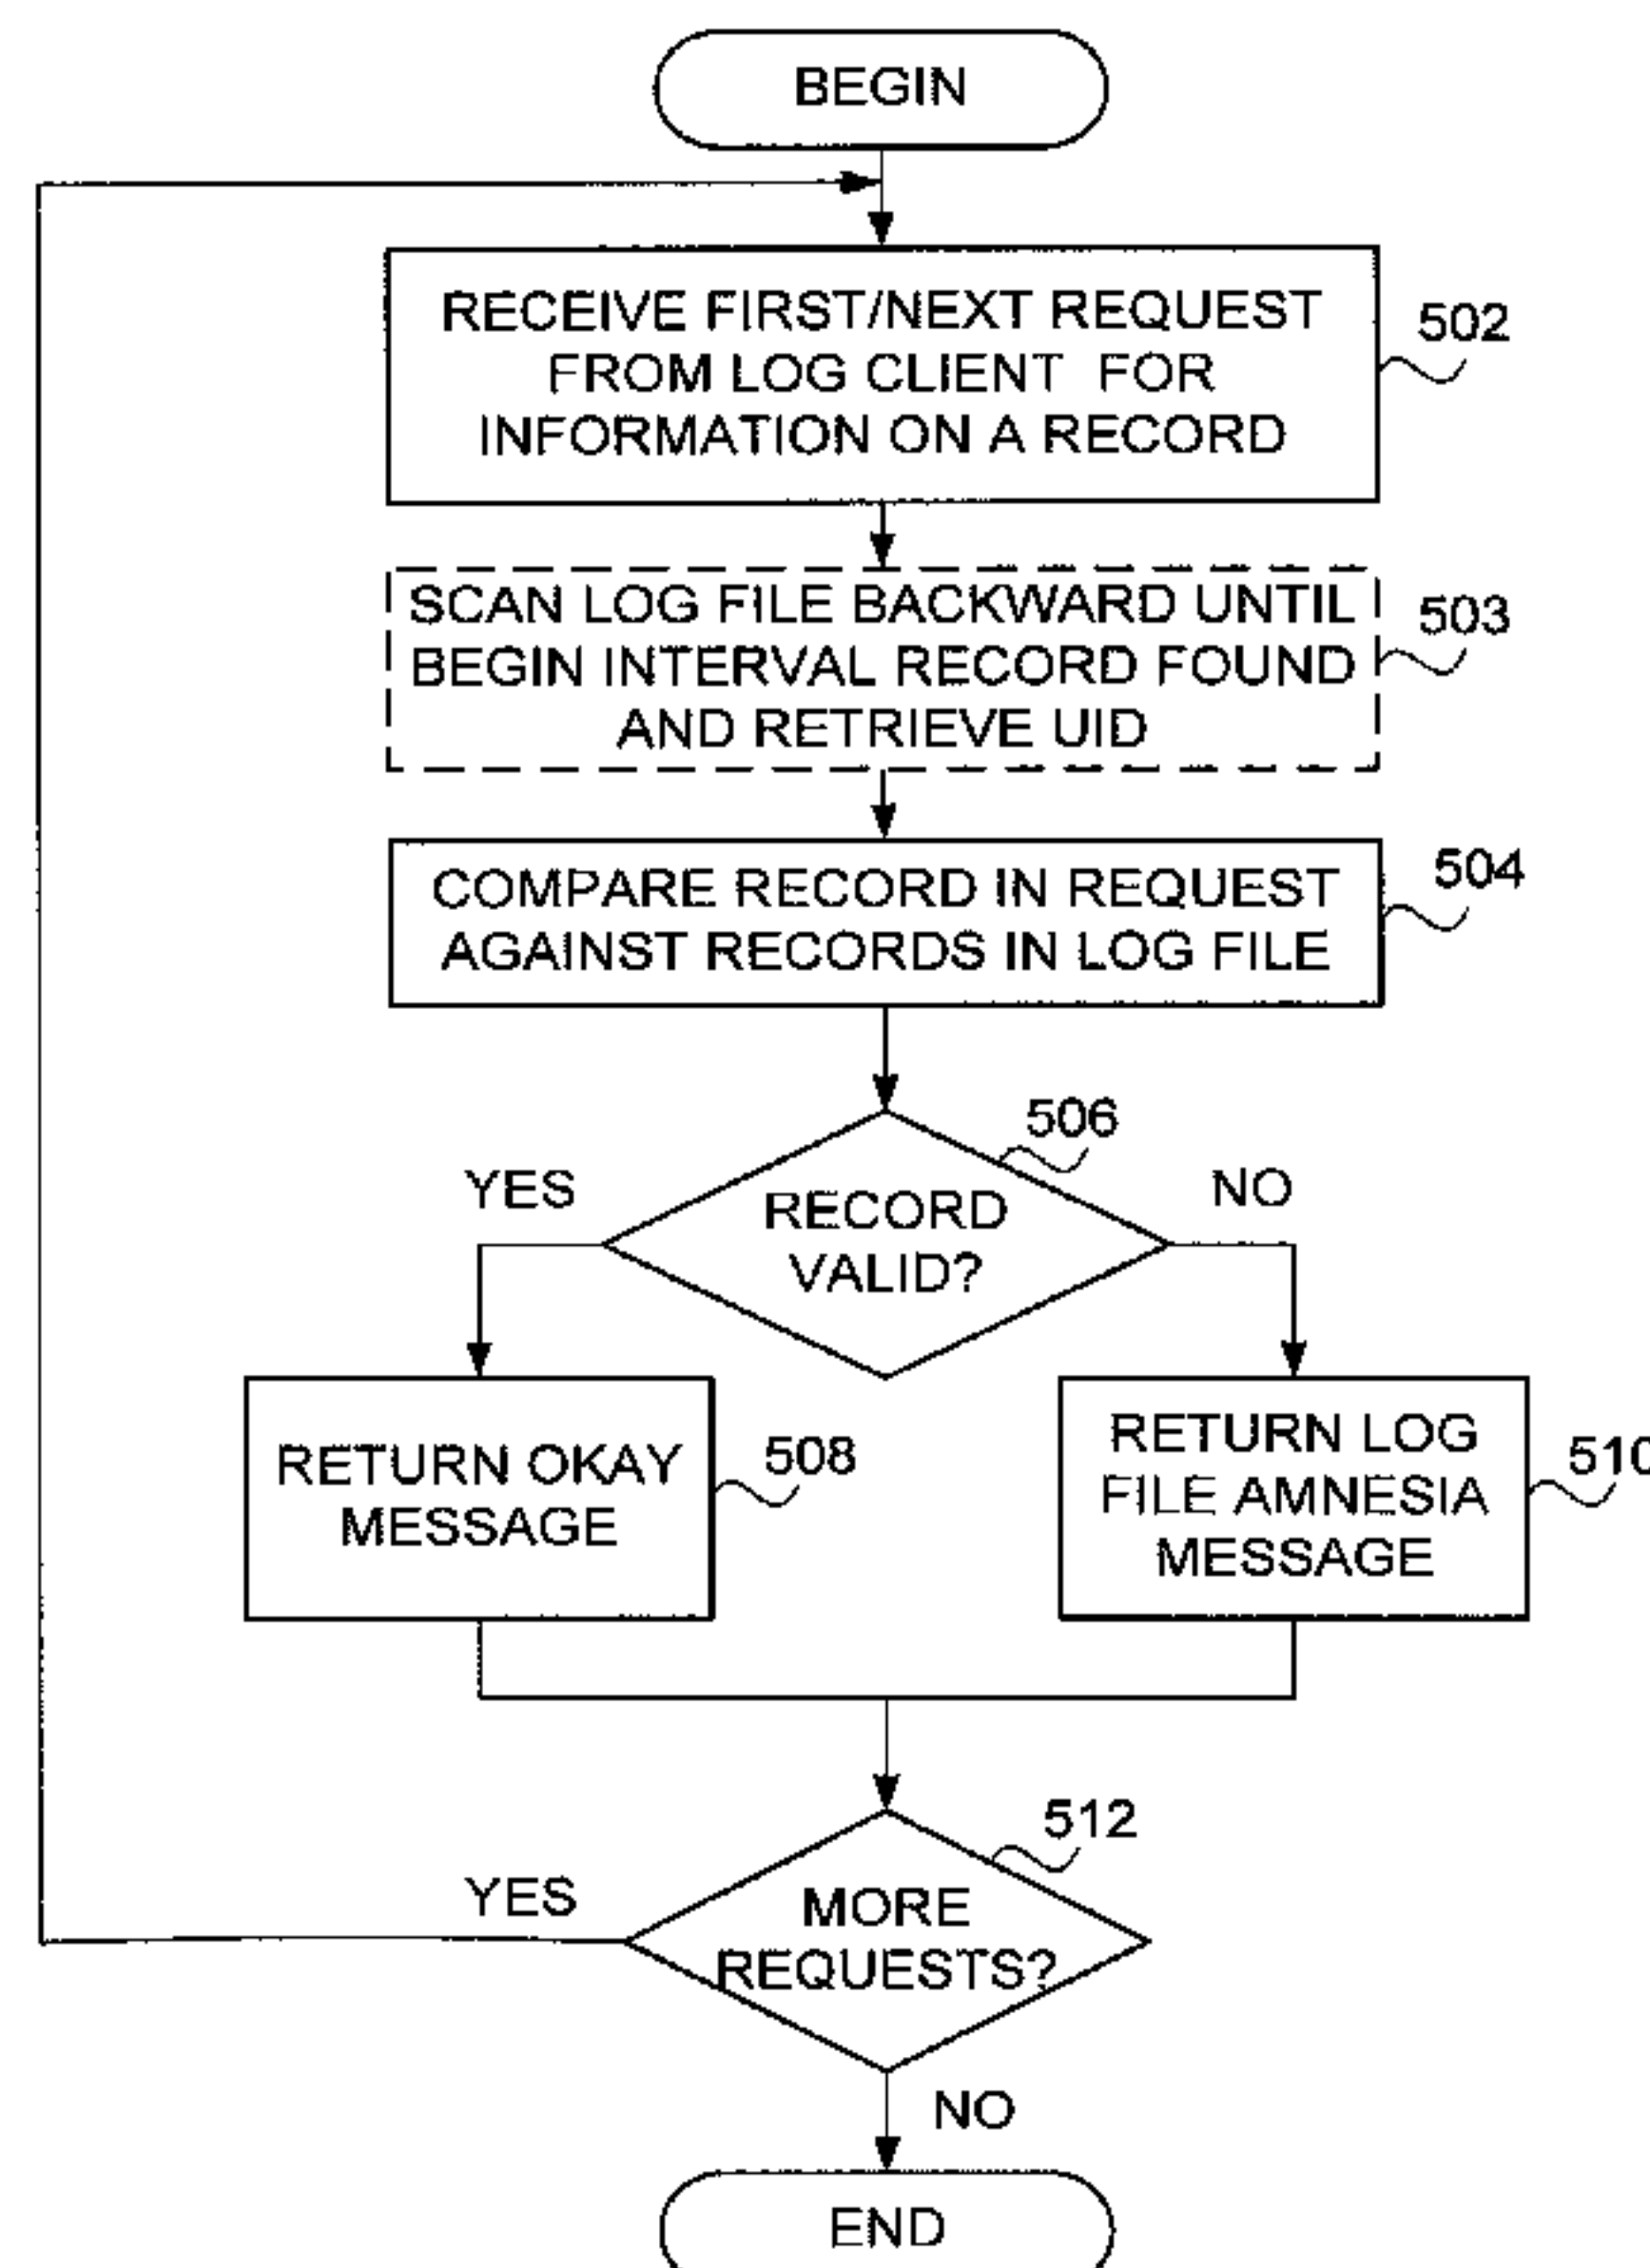 BEGIN
RECEIVE FIRST/NEXT REQUEST
FROM LOG CLIENT FOR
INFORMATION ON A RECORD
502
SCAN LOG FILE BACKWARD UNTIL
BEGIN INTERVAL RECORD FOUND
AND RETRIEVE UID
503
COMPARE RECORD IN REQUEST
AGAINST RECORDS IN LOG FILE
504
506
YES
NO
RECORD
VALID?
RETURN OKAY
MESSAGE
508
RETURN LOG
FILE AMNESIA
MESSAGE
510
512
YES
MORE
REQUESTS?
NO
END